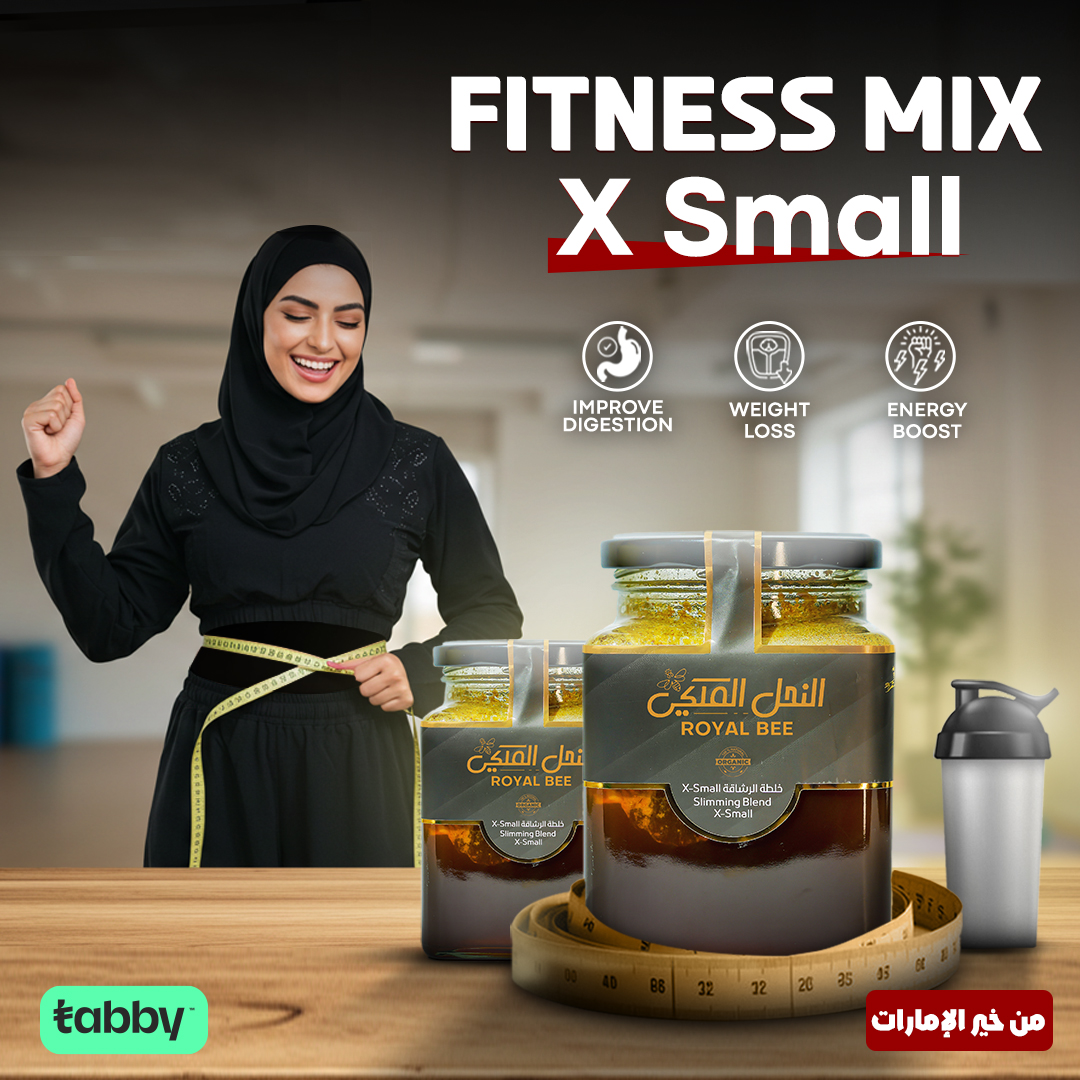 FITNESS MIX
X Small
IMPROVE
DIGESTION
WEIGHT
LOSS
ENERGY
BOOST
النحل الملكي
ROYAL BEE
ORGANIC
خلطة الرشاقة X-Small
Slimming Blend
X-Small
النحل الملكي
ROYAL BEE
ORGANIC
خلطة الرشاقة X-Small
Slimming Blend
X-Small
tabby
من خير الإمارات